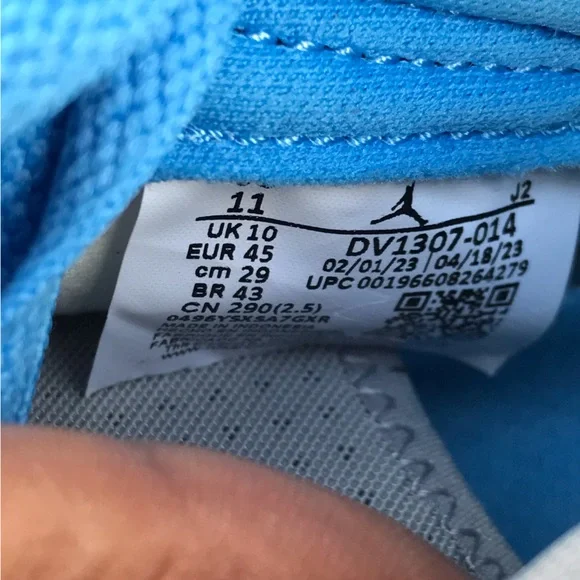 11
J2
UK 10
EUR 45
cm 29
BR 43
CN 290(2.5)
0496YSXSA7GXR
MADE IN INDONESIA
DV1307-014
02/01/23 04/18/23
UPC 00196608264279